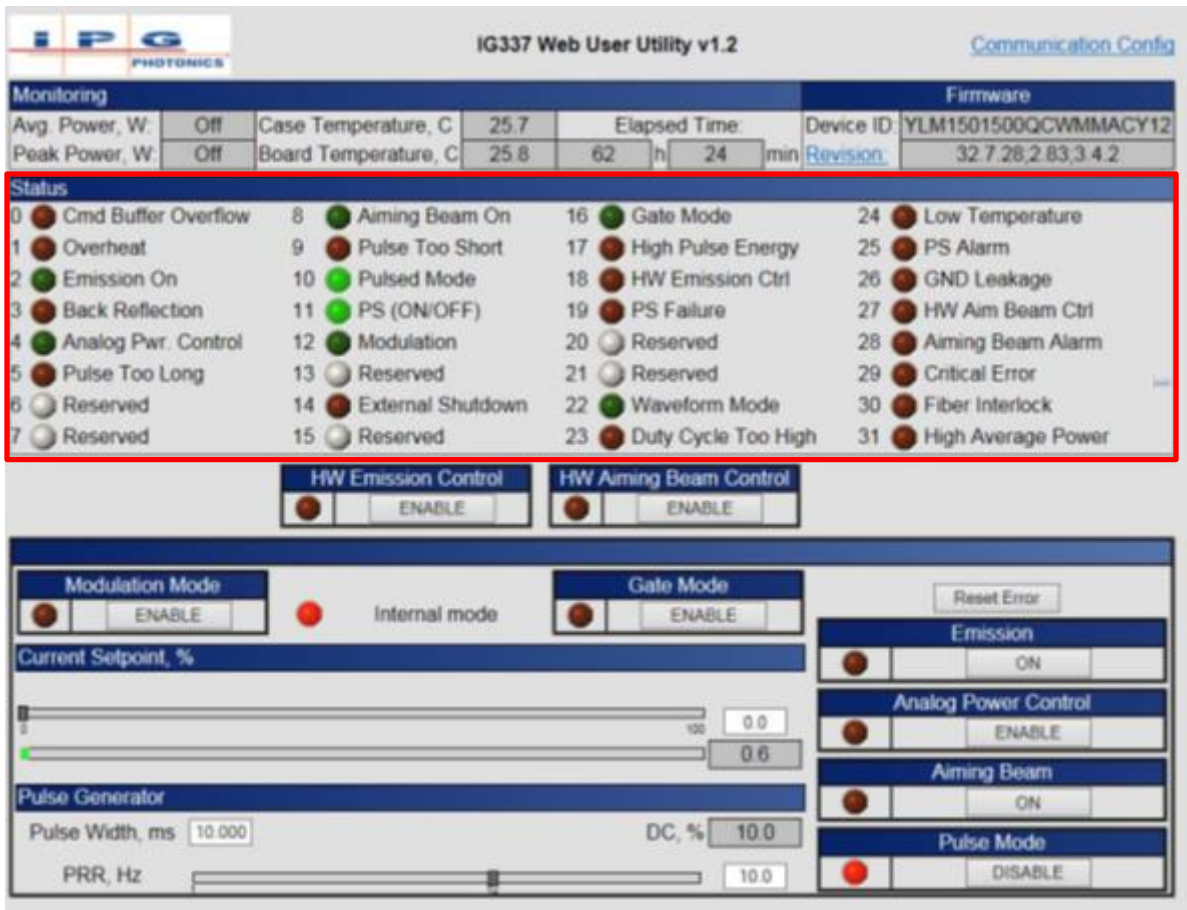 IPG
PHOTONICS
IG337 Web User Utility v1.2
Communication Config
Monitoring
Firmware
Avg. Power, W: Off Case Temperature, C 25.7 Elapsed Time: Device ID: YLM1501500QCWMMACY12
Peak Power, W: Off Board Temperature, C 25.8 62 h 24 min Revision: 32.7.28;2.83;3.4.2
Status
0 Cmd Buffer Overflow 8 Aiming Beam On 16 Gate Mode 24 Low Temperature
1 Overheat 9 Pulse Too Short 17 High Pulse Energy 25 PS Alarm
2 Emission On 10 Pulsed Mode 18 HW Emission Ctrl 26 GND Leakage
3 Back Reflection 11 PS (ON/OFF) 19 PS Failure 27 HW Aim Beam Ctrl
4 Analog Pwr. Control 12 Modulation 20 Reserved 28 Aiming Beam Alarm
5 Pulse Too Long 13 Reserved 21 Reserved 29 Critical Error
6 Reserved 14 External Shutdown 22 Waveform Mode 30 Fiber Interlock
7 Reserved 15 Reserved 23 Duty Cycle Too High 31 High Average Power
HW Emission Control HW Aiming Beam Control
ENABLE ENABLE
Modulation Mode
ENABLE
Internal mode
Gate Mode
ENABLE
Reset Error
Emission
ON
Current Setpoint, %
0 100 0.0
0.6
Analog Power Control
ENABLE
Aiming Beam
ON
Pulse Generator
Pulse Width, ms 10.000 DC, % 10.0
PRR, Hz 10.0
Pulse Mode
DISABLE